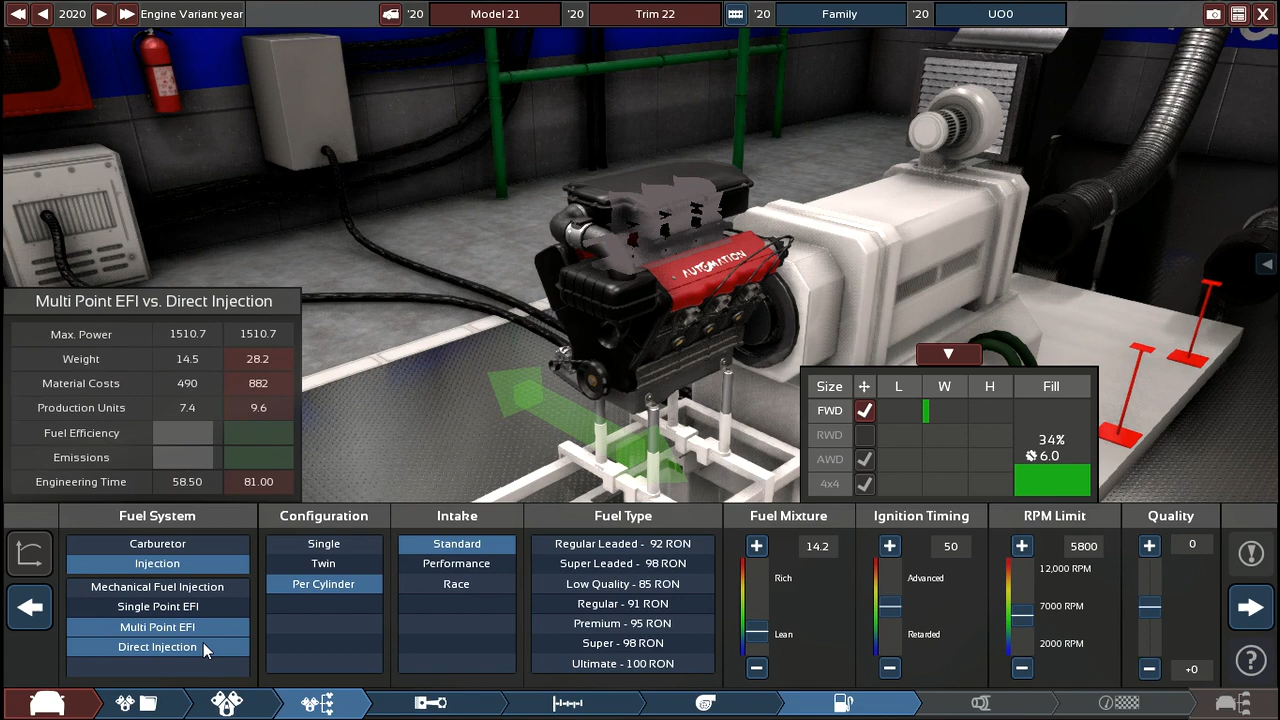 2020 Engine Variant year '20 Model 21 '20 Trim 22 '20 Family '20 UO0
AUTOMATION
Multi Point EFI vs. Direct Injection
Max. Power 1510.7 1510.7
Weight 14.5 28.2
Material Costs 490 882
Production Units 7.4 9.6
Fuel Efficiency
Emissions
Engineering Time 58.50 81.00
Size L W H Fill
FWD
RWD
AWD
4x4
34%
6.0
Fuel System
Carburetor
Injection
Mechanical Fuel Injection
Single Point EFI
Multi Point EFI
Direct Injection
Configuration
Single
Twin
Per Cylinder
Intake
Standard
Performance
Race
Fuel Type
Regular Leaded - 92 RON
Super Leaded - 98 RON
Low Quality - 85 RON
Regular - 91 RON
Premium - 95 RON
Super - 98 RON
Ultimate - 100 RON
Fuel Mixture
14.2
Rich
Lean
Ignition Timing
50
Advanced
Retarded
RPM Limit
5800
12,000 RPM
7000 RPM
2000 RPM
Quality
0
+0